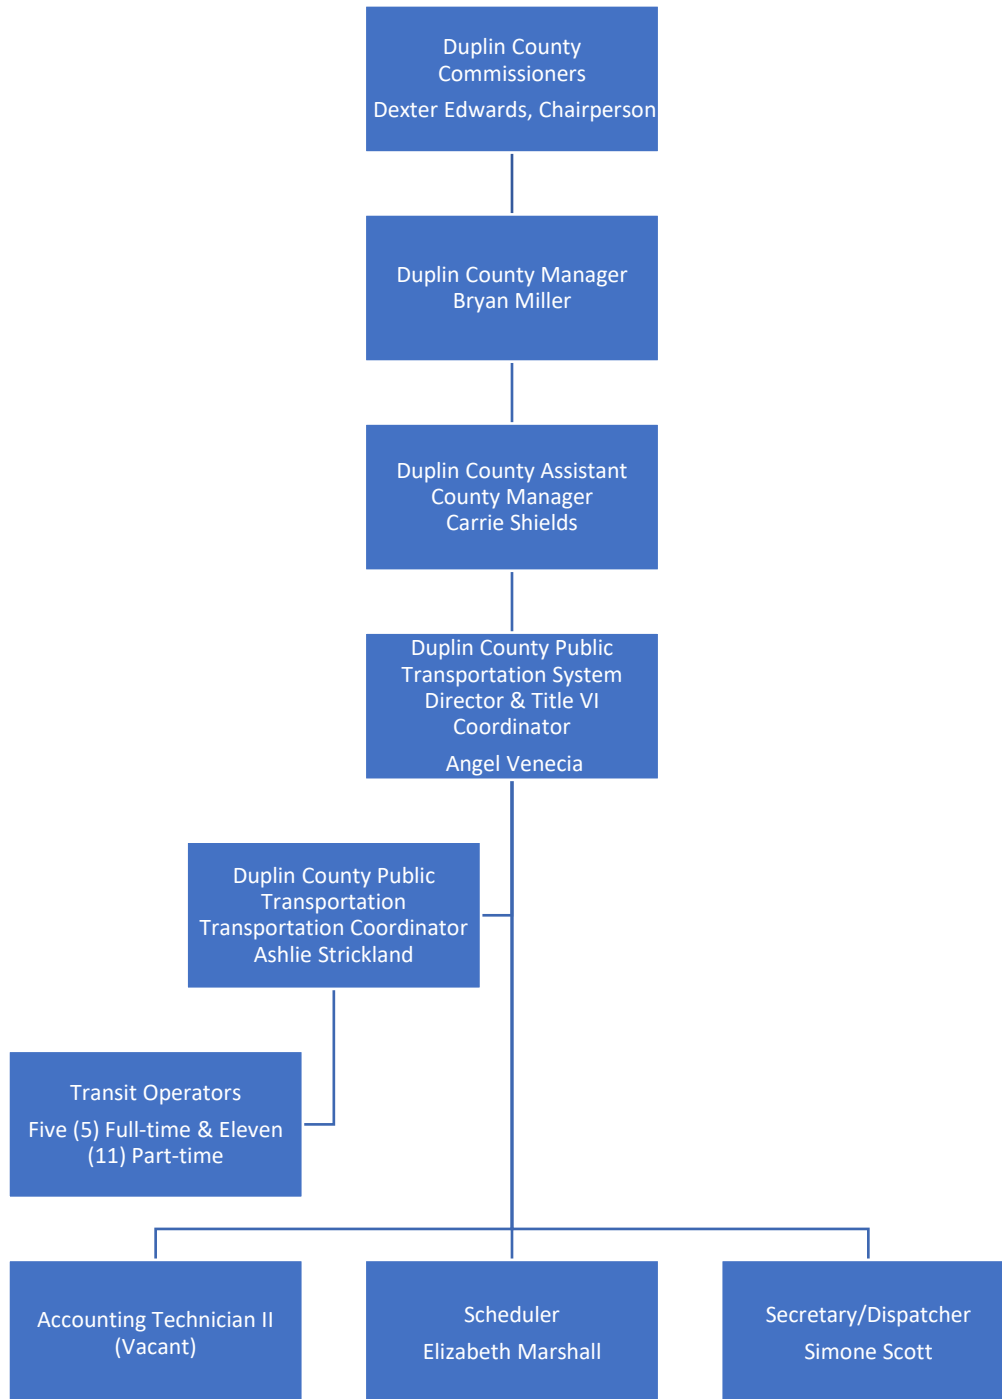 Duplin County
Commissioners
Dexter Edwards, Chairperson
Duplin County Manager
Bryan Miller
Duplin County Assistant
County Manager
Carrie Shields
Duplin County Public
Transportation System
Director & Title VI
Coordinator
Angel Venecia
Duplin County Public
Transportation
Transportation Coordinator
Ashlie Strickland
Transit Operators
Five (5) Full-time & Eleven
(11) Part-time
Accounting Technician II
(Vacant)
Scheduler
Elizabeth Marshall
Secretary/Dispatcher
Simone Scott